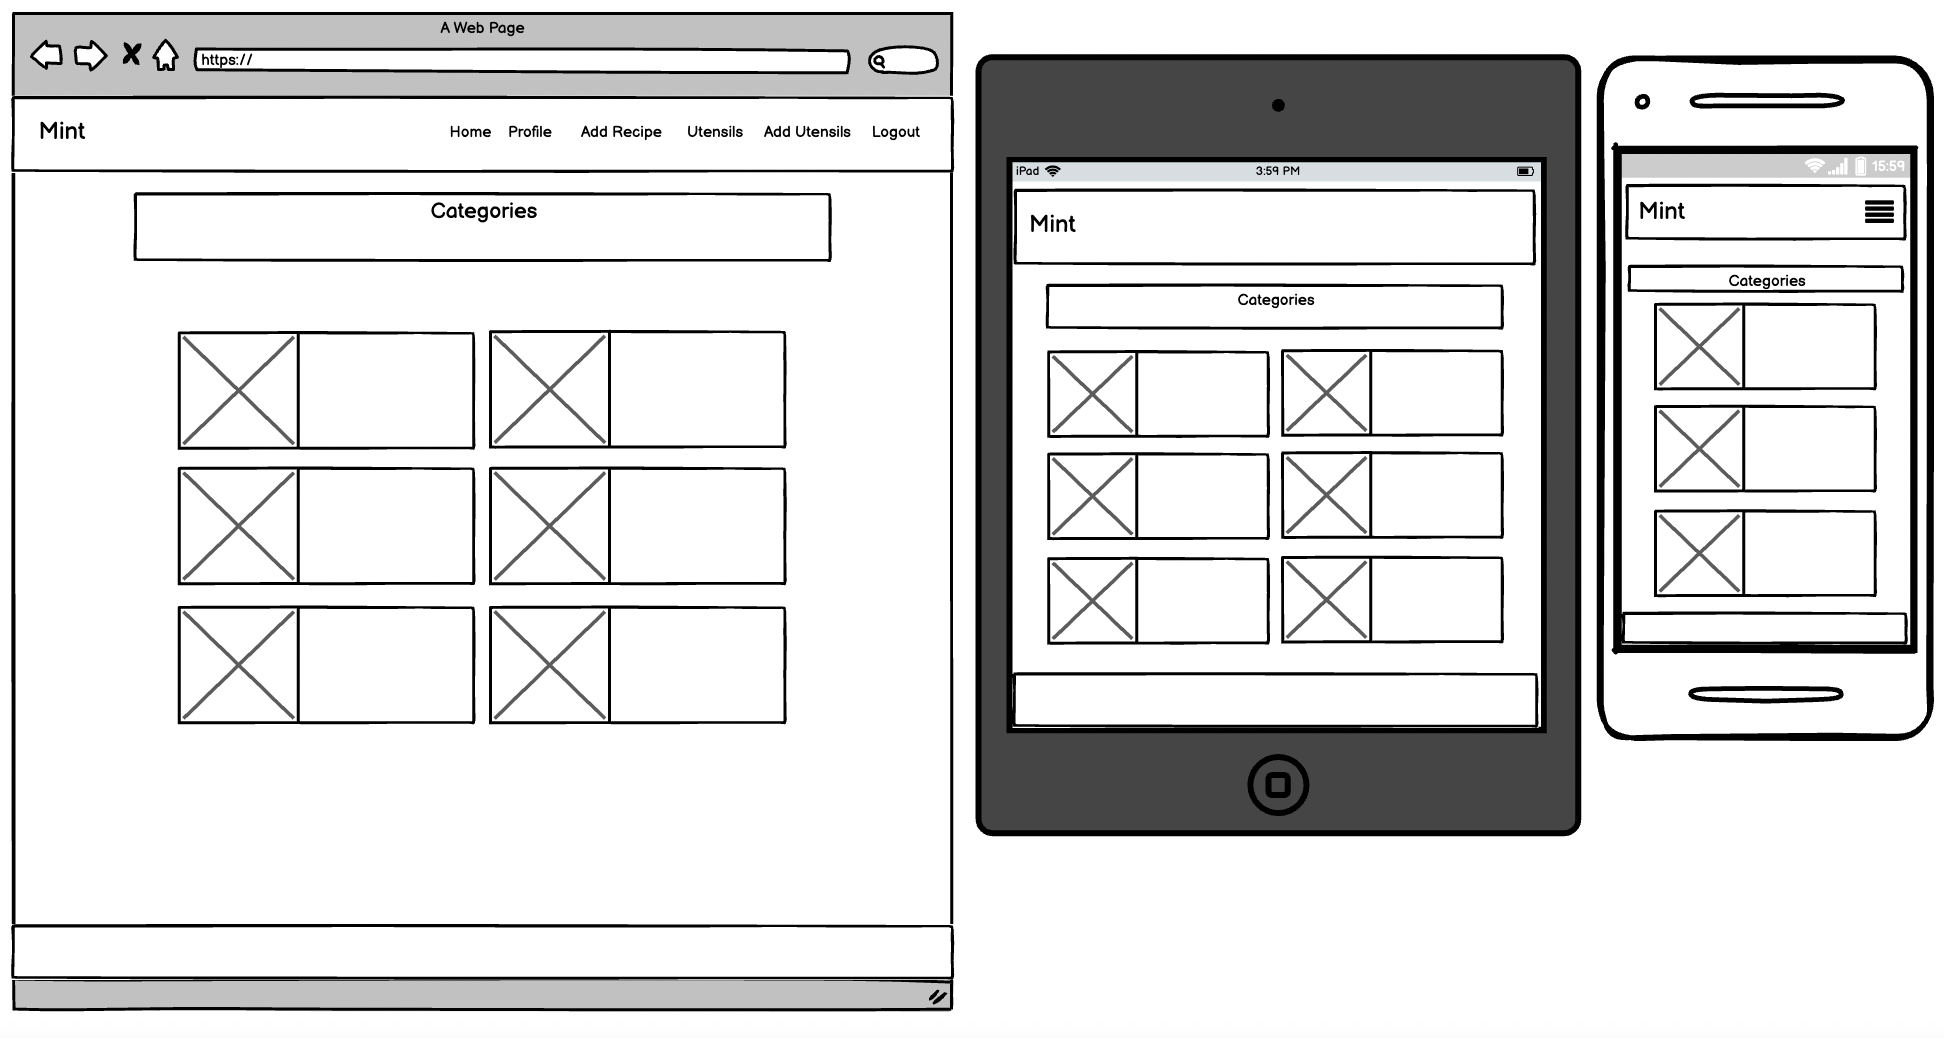 A Web Page
https://
Mint
Home Profile Add Recipe Utensils Add Utensils Logout
Categories
iPad 3:59 PM
Mint
Categories
15:59
Mint
Categories